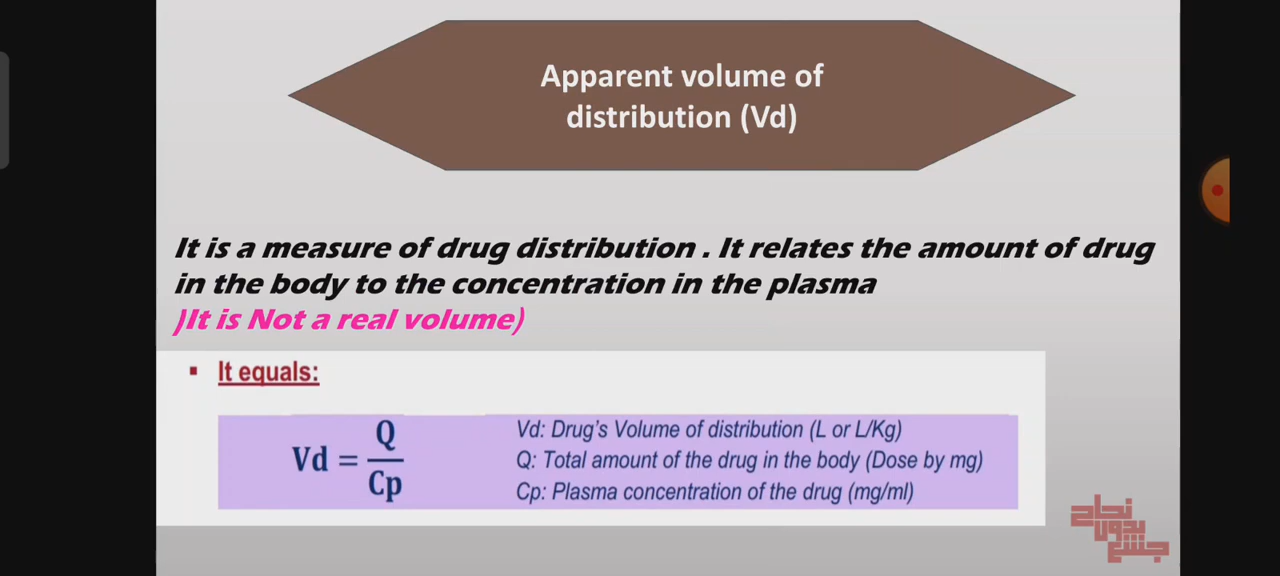 Apparent volume of
distribution (Vd)
It is a measure of drug distribution . It relates the amount of drug
in the body to the concentration in the plasma
)It is Not a real volume)
▪ It equals:
Vd = Q / Cp
Vd: Drug's Volume of distribution (L or L/Kg)
Q: Total amount of the drug in the body (Dose by mg)
Cp: Plasma concentration of the drug (mg/ml)
نجاح
بدون
جشع